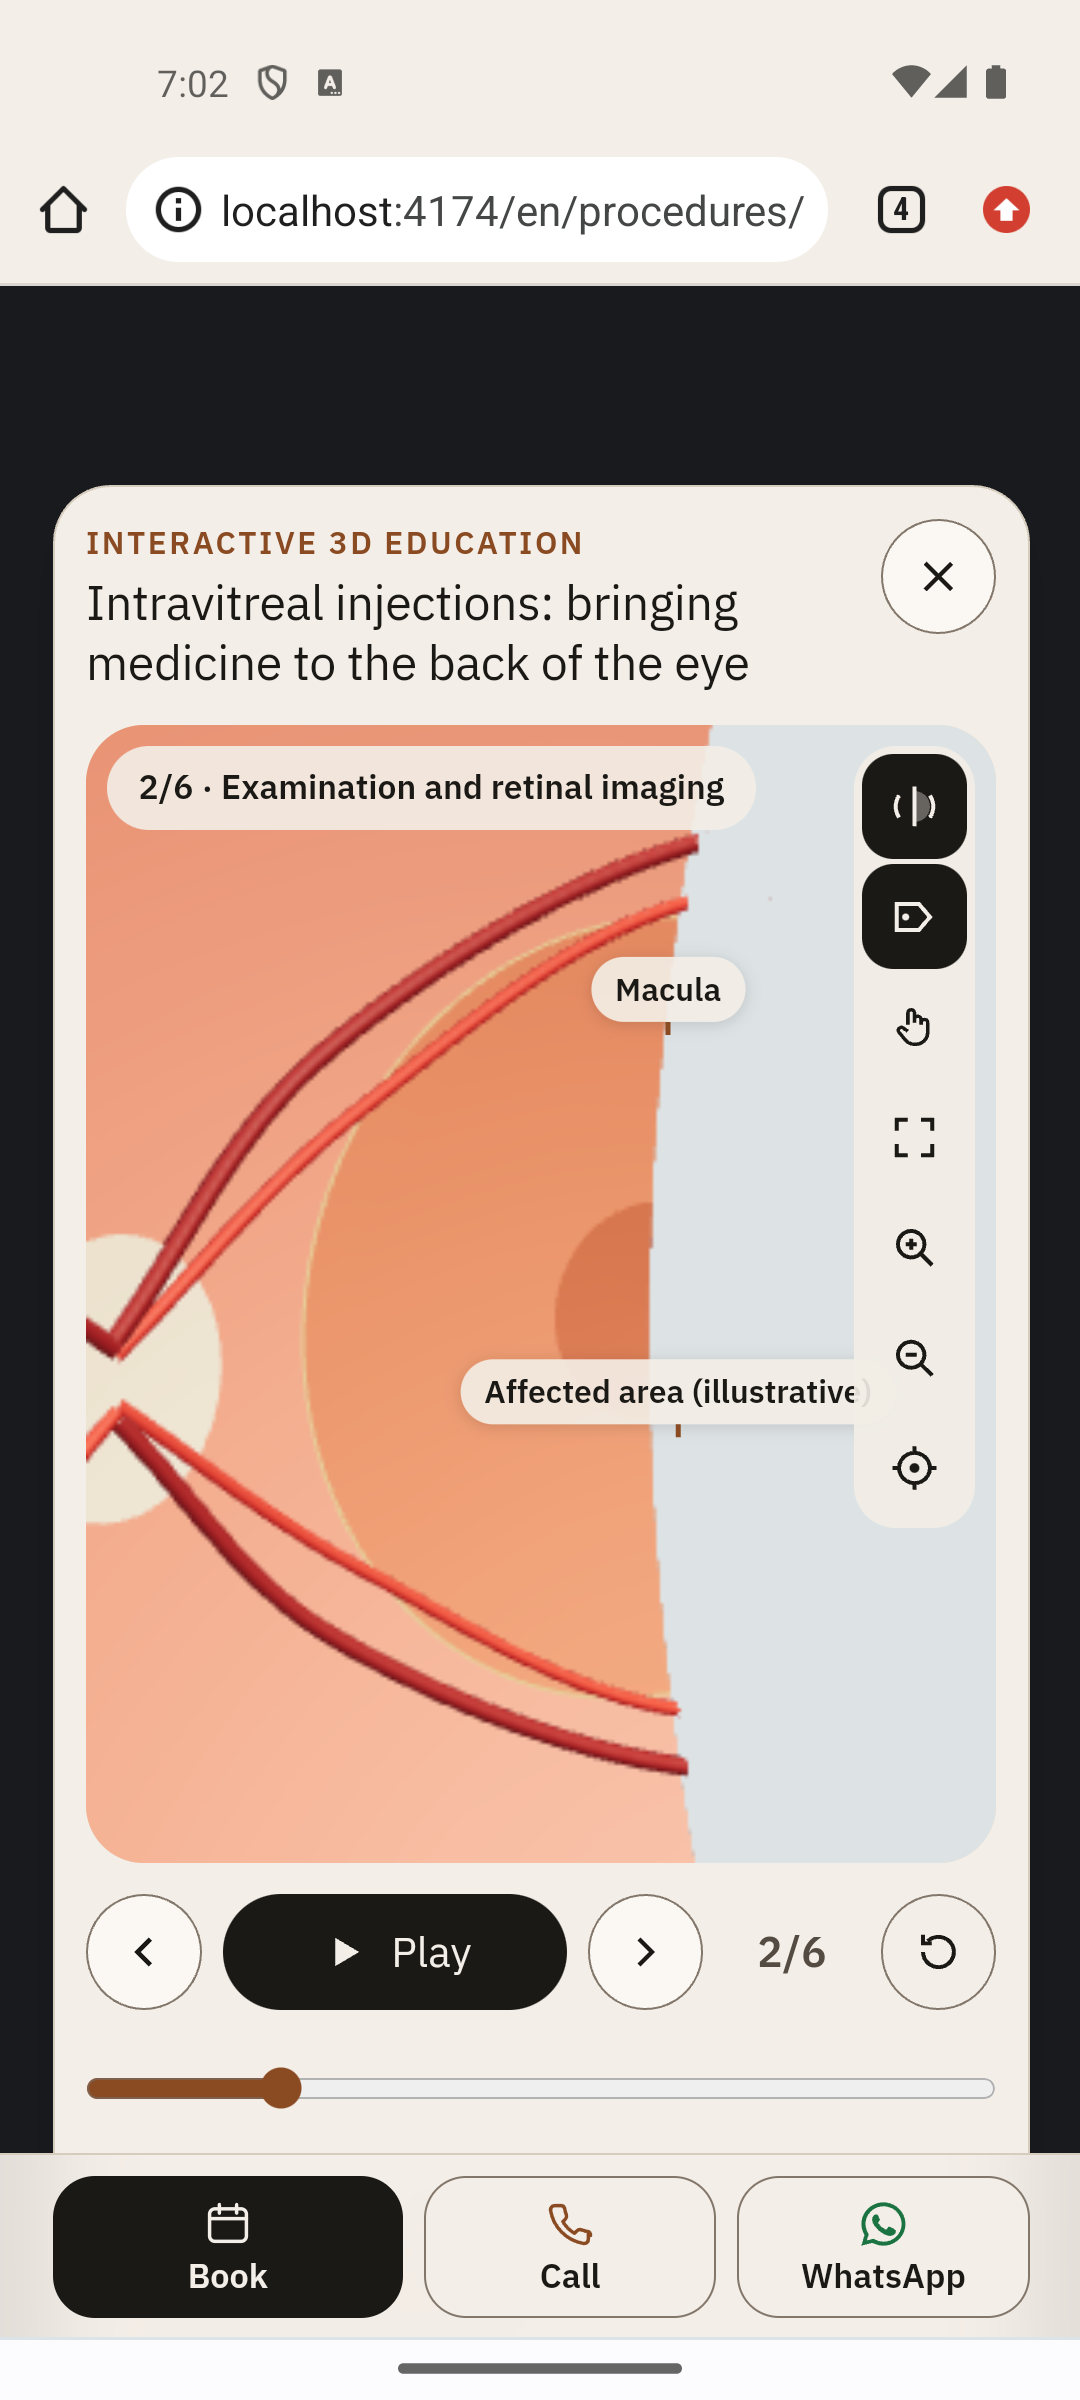 7:02
localhost:4174/en/procedures/
4
INTERACTIVE 3D EDUCATION
Intravitreal injections: bringing
medicine to the back of the eye
2/6 · Examination and retinal imaging
Macula
Affected area (illustrative)
Play
2/6
Book
Call
WhatsApp